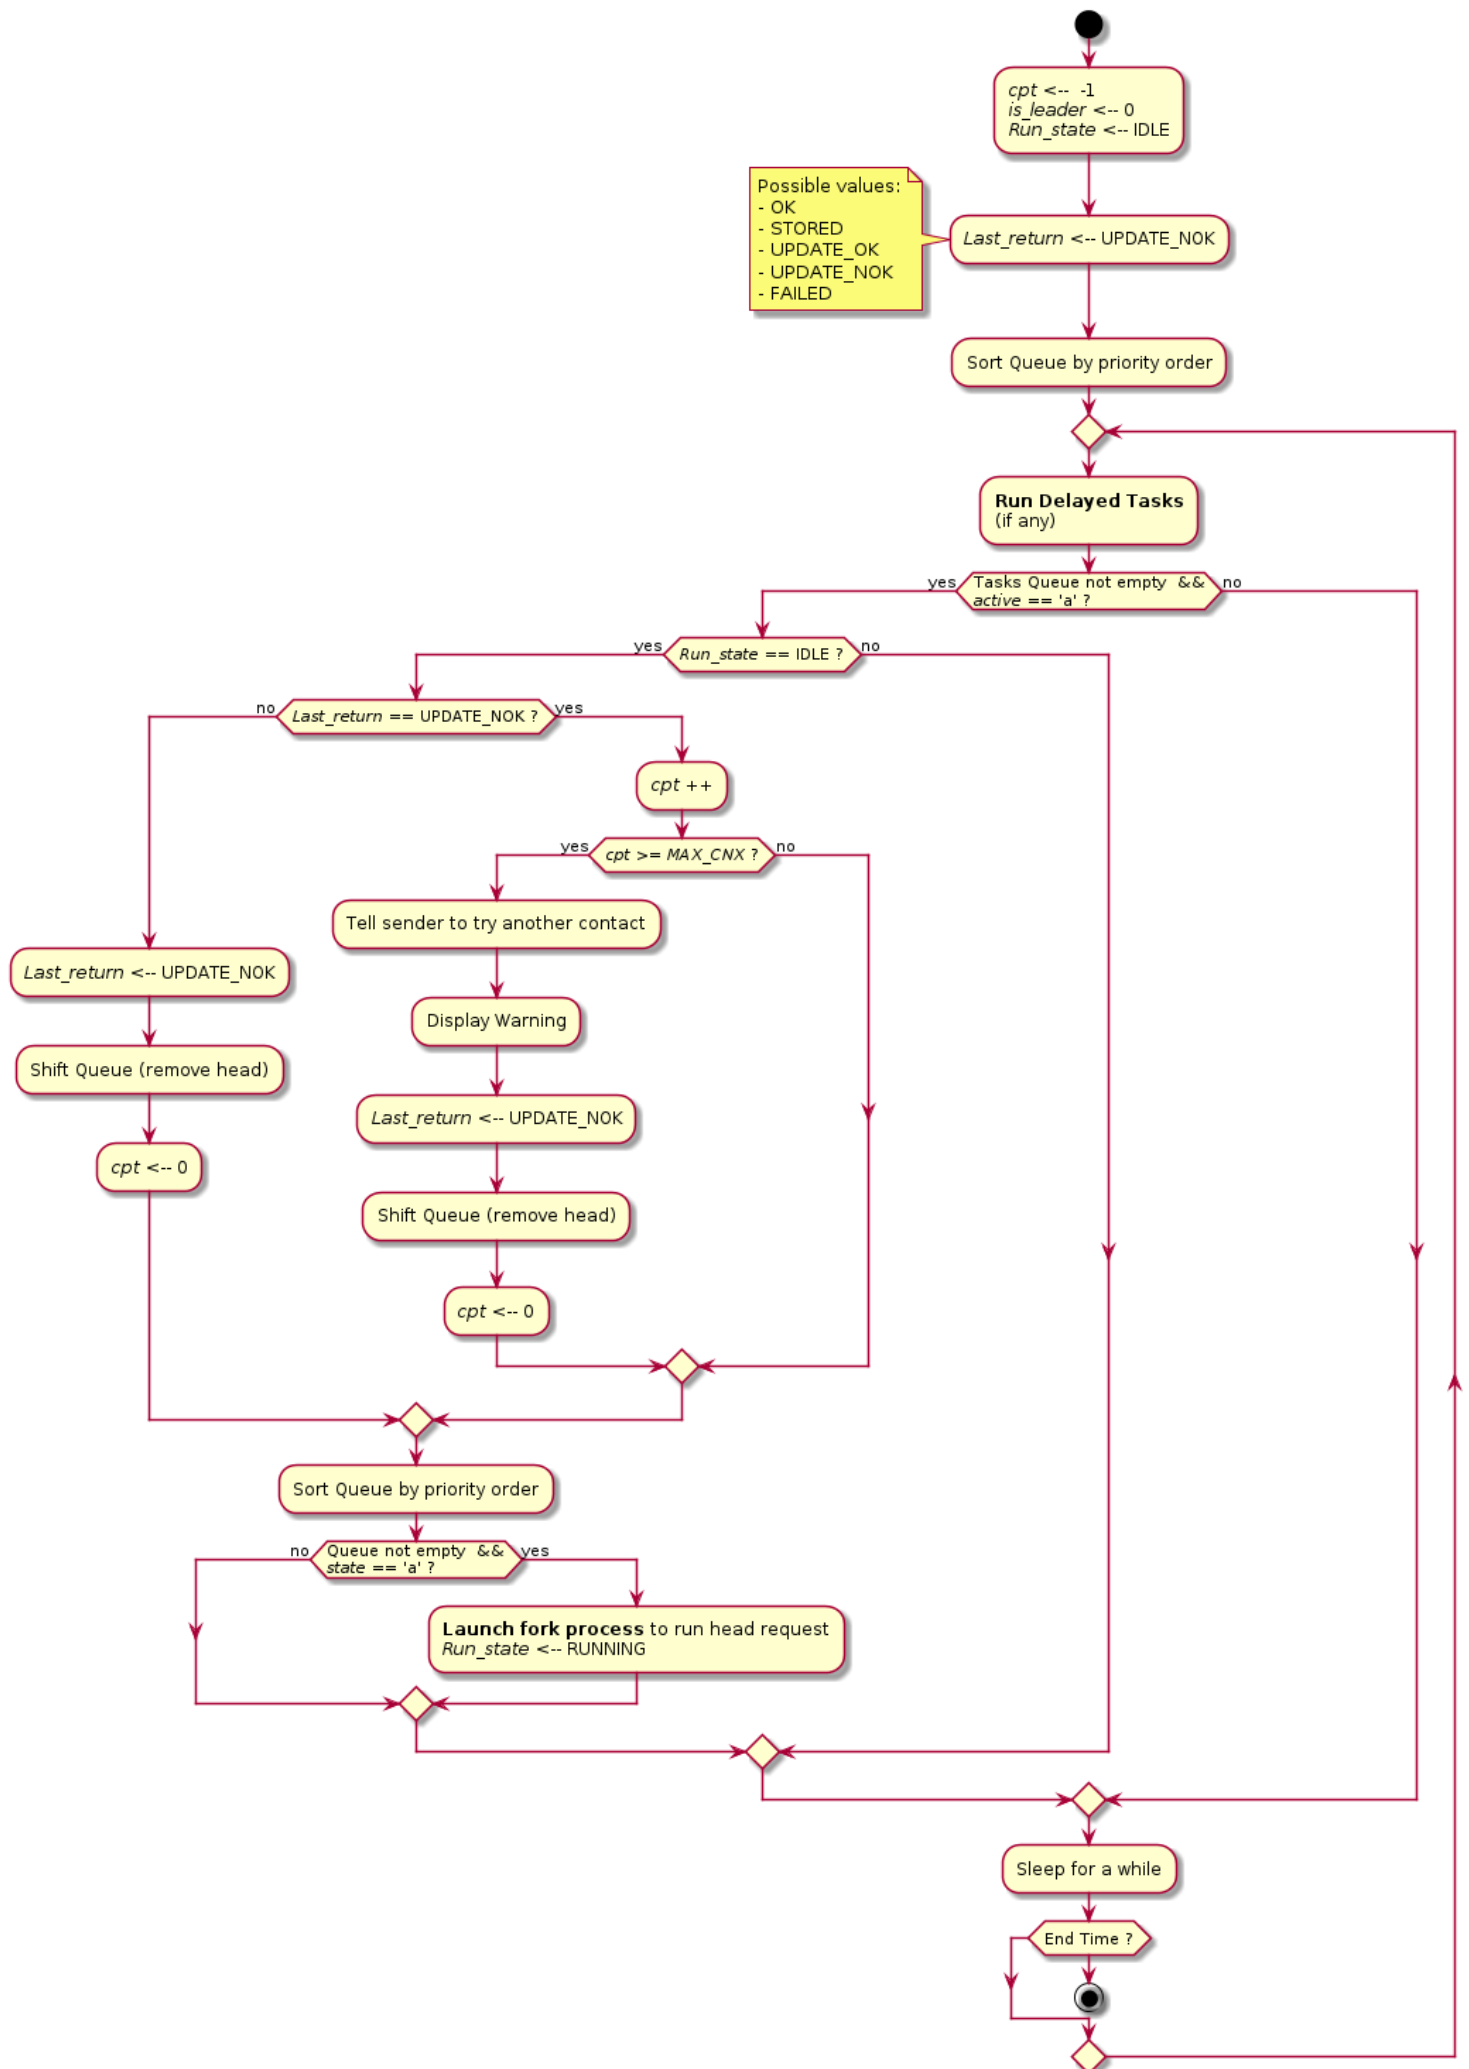 cpt <-- -1
is_leader <-- 0
Run_state <-- IDLE
Possible values:
- OK
- STORED
- UPDATE_OK
- UPDATE_NOK
- FAILED
Last_return <-- UPDATE_NOK
Sort Queue by priority order
Run Delayed Tasks
(if any)
yes
Tasks Queue not empty &&
active == 'a' ?
no
yes
Run_state == IDLE ?
no
no
Last_return == UPDATE_NOK ?
yes
cpt ++
yes
cpt >= MAX_CNX ?
no
Tell sender to try another contact
Last_return <-- UPDATE_NOK
Display Warning
Shift Queue (remove head)
Last_return <-- UPDATE_NOK
cpt <-- 0
Shift Queue (remove head)
cpt <-- 0
Sort Queue by priority order
no
Queue not empty &&
state == 'a' ?
yes
Launch fork process to run head request
Run_state <-- RUNNING
Sleep for a while
End Time ?